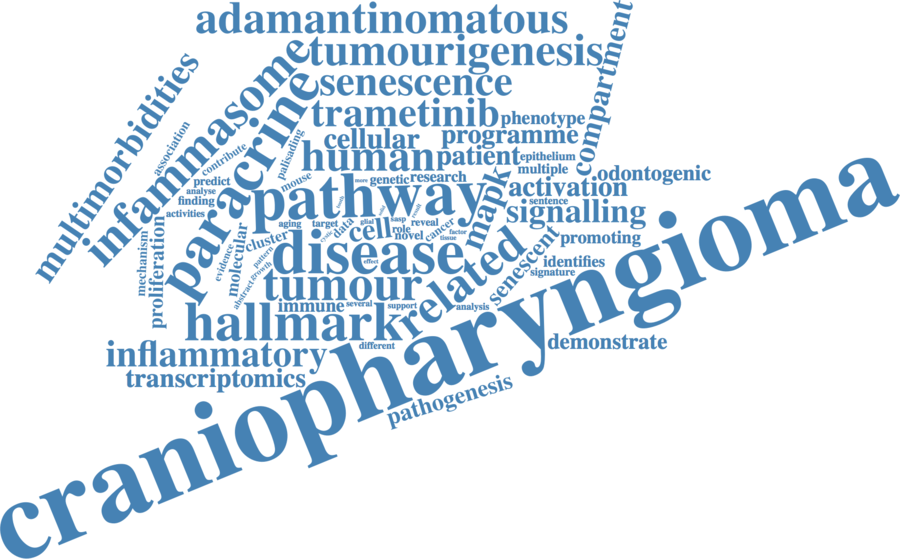 adamantinomatous
tumourigenesis
compartment
multimorbidities
infammasome
senescence
paracrine
trametinib
phenotype
association
contribute
palisading
cellular
programme
human
patient
epithelium
multiple
odontogenic
predict
mouse
genetic
research
analyse
finding
activities
pathway
mapk
activation
sentence
signalling
aging
target
data
cell
glial
sasp
role
reveal
novel
cancer
factor
tissue
promoting
mechanism
proliferation
evidence
molecular
cluster
pattern
disease
effect
related
senescent
identifies
signature
abstract
growth
tumour
immune
several
support
analysis
hallmark
different
demonstrate
inflammatory
transcriptomics
craniopharyngioma
pathogenesis